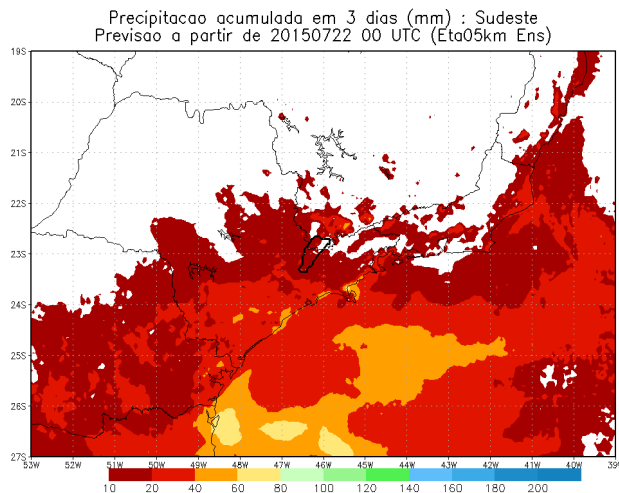 Precipitacao acumulada em 3 dias (mm) : Sudeste
Previsao a partir de 20150722 00 UTC (Eta05km Ens)
19S
20S
21S
22S
23S
24S
25S
26S
27S
53W 52W 51W 50W 49W 48W 47W 46W 45W 44W 43W 42W 41W 40W 39W
10 20 40 60 80 100 120 140 160 180 200